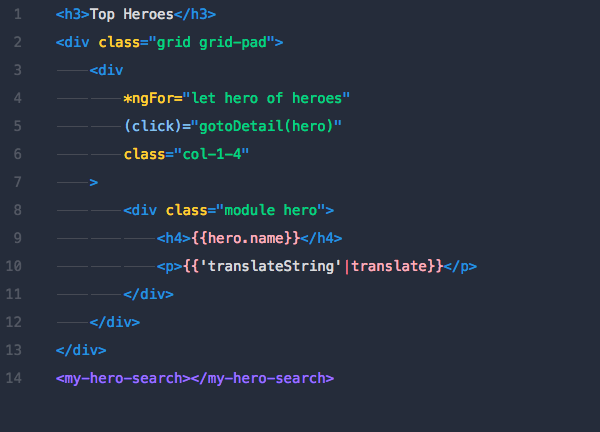 1 <h3>Top Heroes</h3>
2 <div class="grid grid-pad">
3     <div
4         *ngFor="let hero of heroes"
5         (click)="gotoDetail(hero)"
6         class="col-1-4"
7     >
8         <div class="module hero">
9             <h4>{{hero.name}}</h4>
10             <p>{{'translateString'|translate}}</p>
11         </div>
12     </div>
13 </div>
14 <my-hero-search></my-hero-search>